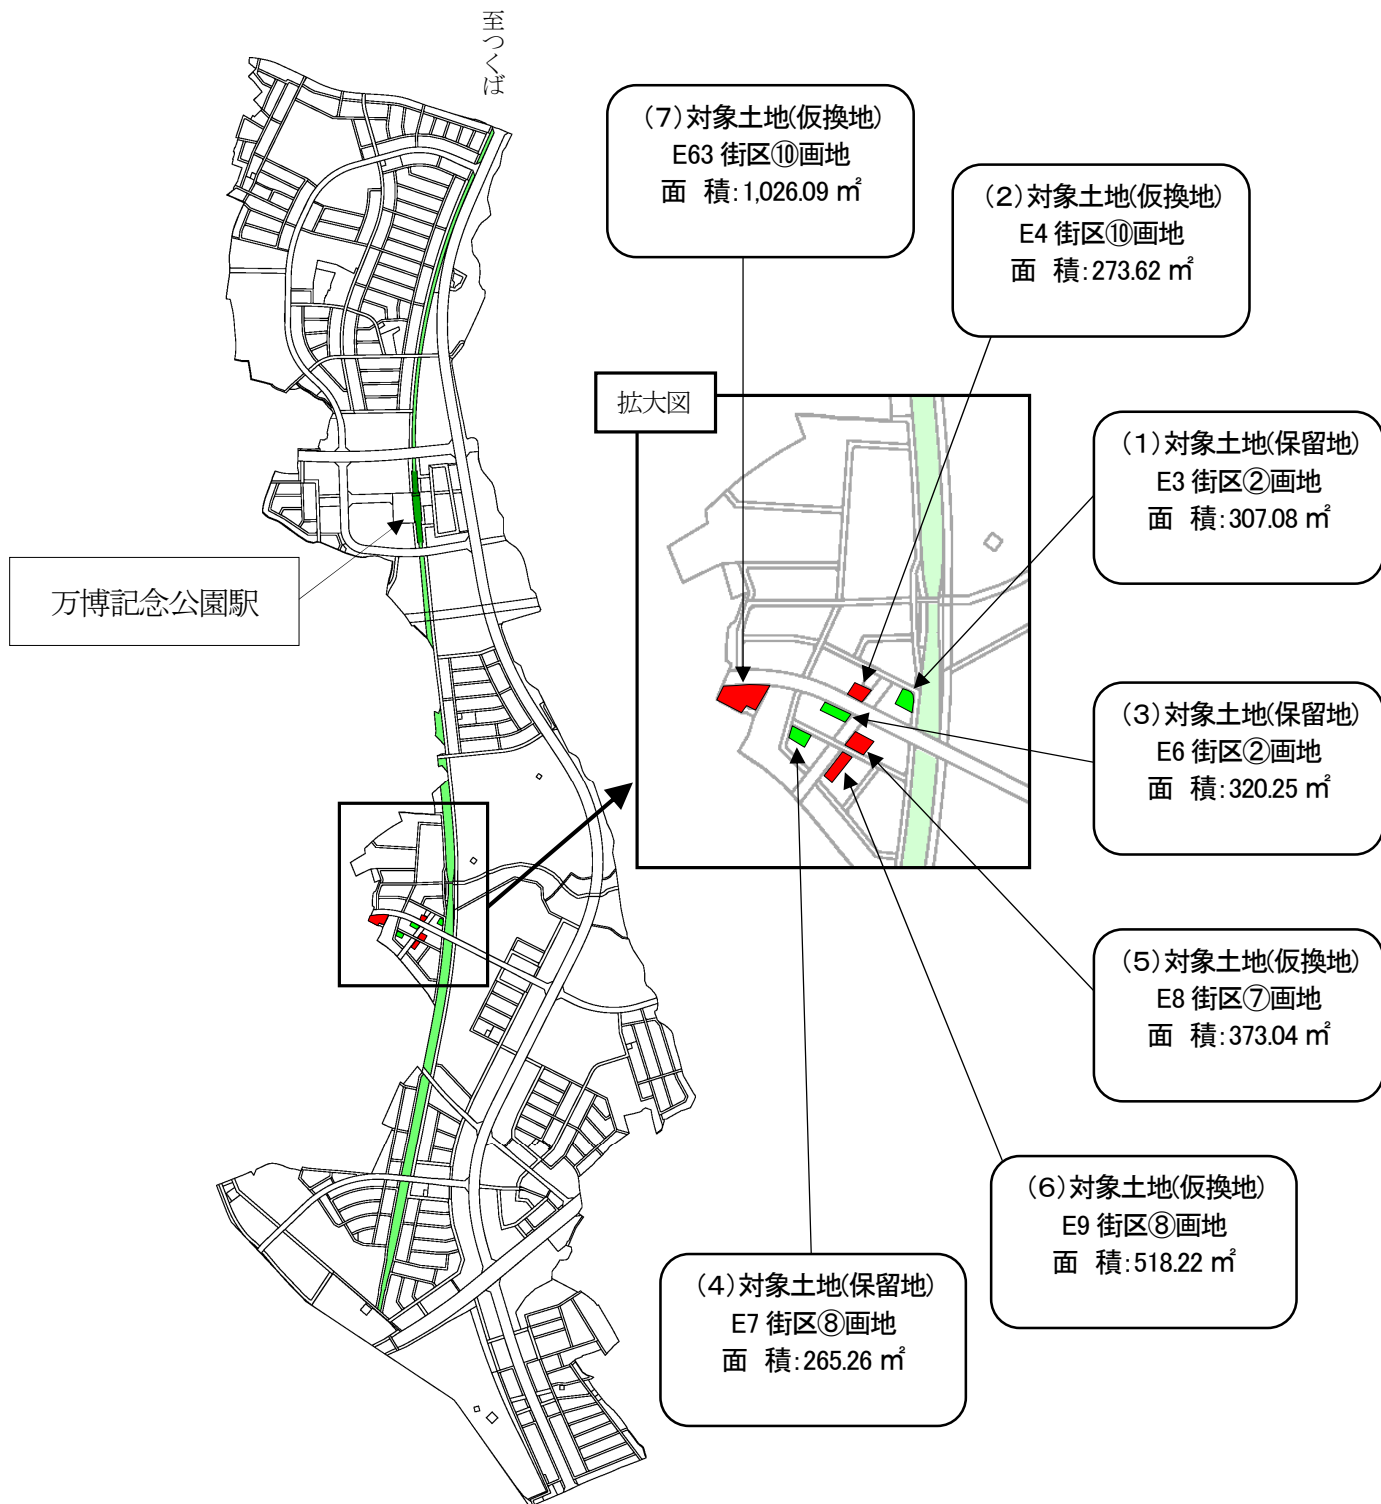 至つくば
(7)対象土地(仮換地)
E63 街区⑩画地
面　積:1,026.09 ㎡
(2)対象土地(仮換地)
E4 街区⑩画地
面　積:273.62 ㎡
拡大図
(1)対象土地(保留地)
E3 街区②画地
面　積:307.08 ㎡
万博記念公園駅
(3)対象土地(保留地)
E6 街区②画地
面　積:320.25 ㎡
(5)対象土地(仮換地)
E8 街区⑦画地
面　積:373.04 ㎡
(6)対象土地(仮換地)
E9 街区⑧画地
面　積:518.22 ㎡
(4)対象土地(保留地)
E7 街区⑧画地
面　積:265.26 ㎡